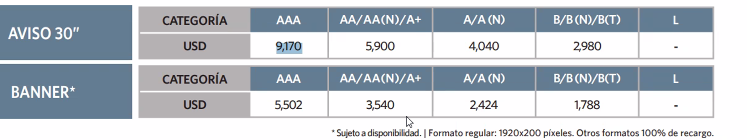 AVISO 30”
CATEGORÍA AAA AA/AA(N)/A+ A/A (N) B/B (N)/B(T) L
USD 9,170 5,900 4,040 2,980 -
BANNER*
CATEGORÍA AAA AA/AA(N)/A+ A/A (N) B/B (N)/B(T) L
USD 5,502 3,540 2,424 1,788 -
* Sujeto a disponibilidad. | Formato regular: 1920x200 píxeles. Otros formatos 100% de recargo.